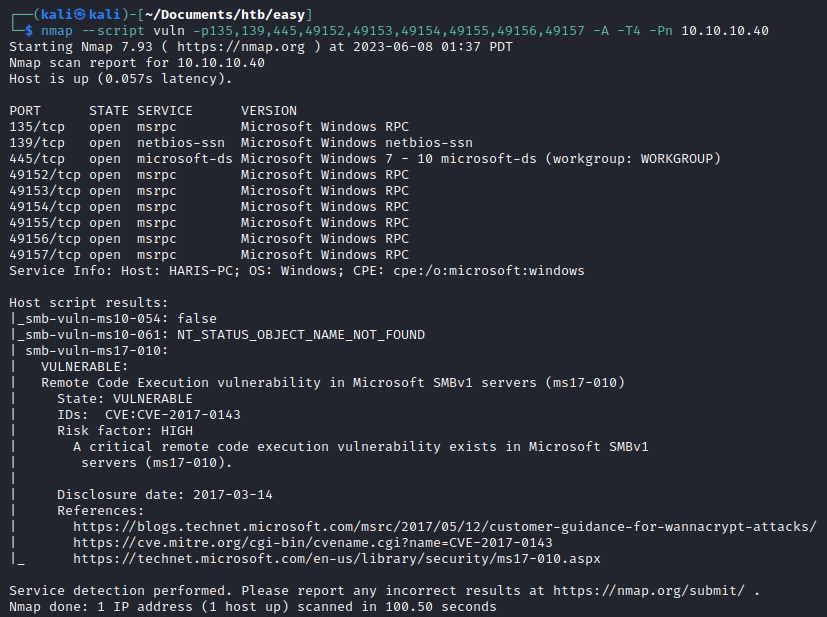 ┌──(kali㉿kali)-[~/Documents/htb/easy]
└─$ nmap --script vuln -p135,139,445,49152,49153,49154,49155,49156,49157 -A -T4 -Pn 10.10.10.40
Starting Nmap 7.93 ( https://nmap.org ) at 2023-06-08 01:37 PDT
Nmap scan report for 10.10.10.40
Host is up (0.057s latency).

PORT      STATE SERVICE      VERSION
135/tcp   open  msrpc        Microsoft Windows RPC
139/tcp   open  netbios-ssn  Microsoft Windows netbios-ssn
445/tcp   open  microsoft-ds Microsoft Windows 7 - 10 microsoft-ds (workgroup: WORKGROUP)
49152/tcp open  msrpc        Microsoft Windows RPC
49153/tcp open  msrpc        Microsoft Windows RPC
49154/tcp open  msrpc        Microsoft Windows RPC
49155/tcp open  msrpc        Microsoft Windows RPC
49156/tcp open  msrpc        Microsoft Windows RPC
49157/tcp open  msrpc        Microsoft Windows RPC
Service Info: Host: HARIS-PC; OS: Windows; CPE: cpe:/o:microsoft:windows

Host script results:
|_smb-vuln-ms10-054: false
|_smb-vuln-ms10-061: NT_STATUS_OBJECT_NAME_NOT_FOUND
| smb-vuln-ms17-010:
|   VULNERABLE:
|   Remote Code Execution vulnerability in Microsoft SMBv1 servers (ms17-010)
|     State: VULNERABLE
|     IDs:  CVE:CVE-2017-0143
|     Risk factor: HIGH
|       A critical remote code execution vulnerability exists in Microsoft SMBv1
|        servers (ms17-010).
|
|     Disclosure date: 2017-03-14
|     References:
|       https://blogs.technet.microsoft.com/msrc/2017/05/12/customer-guidance-for-wannacrypt-attacks/
|       https://cve.mitre.org/cgi-bin/cvename.cgi?name=CVE-2017-0143
|_      https://technet.microsoft.com/en-us/library/security/ms17-010.aspx

Service detection performed. Please report any incorrect results at https://nmap.org/submit/ .
Nmap done: 1 IP address (1 host up) scanned in 100.50 seconds